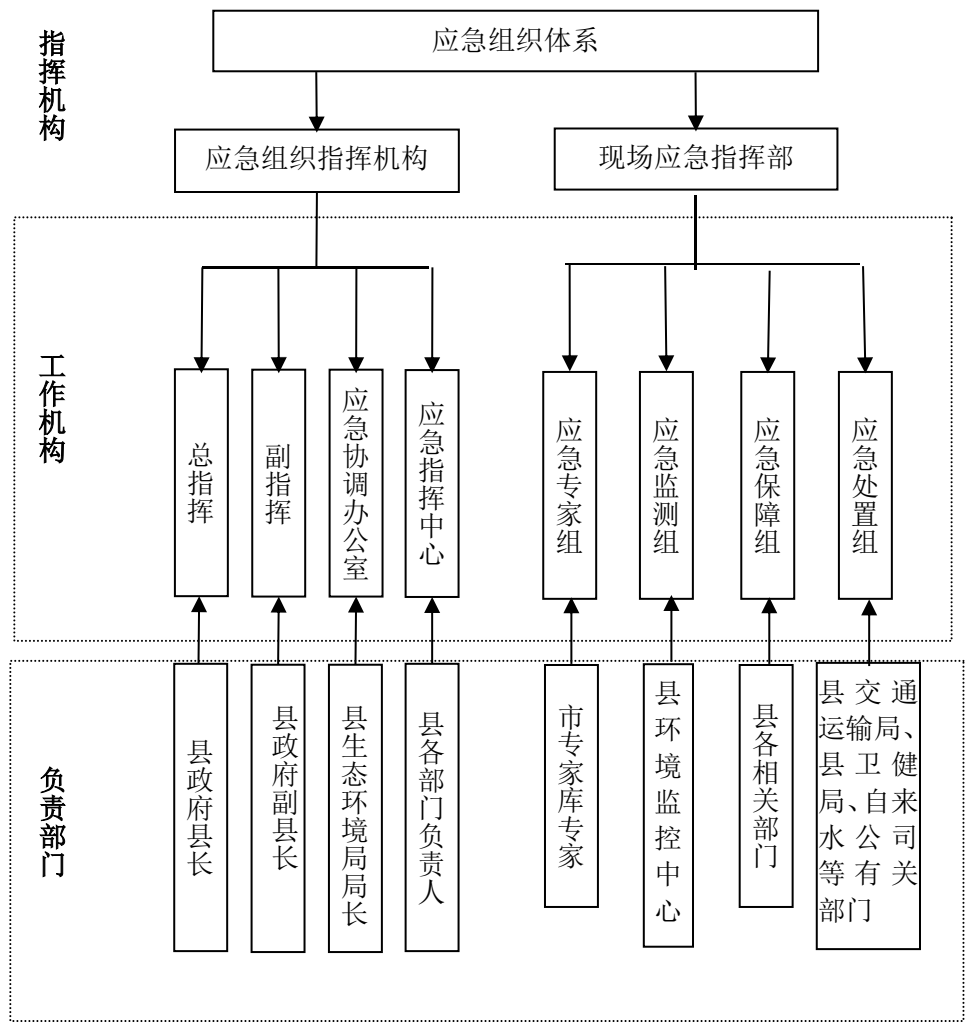 指挥机构
应急组织体系
应急组织指挥机构
现场应急指挥部
工作机构
总指挥
副指挥
应急协调办公室
应急指挥中心
应急专家组
应急监测组
应急保障组
应急处置组
负责部门
县政府县长
县政府副县长
县生态环境局局长
县各部门负责人
市专家库专家
县环境监控中心
县各相关部门
县交通
运输局、
县卫健
局、自来
水公司
等有关
部门